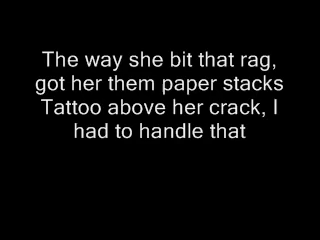 The way she bit that rag,
got her them paper stacks
Tattoo above her crack, I
had to handle that